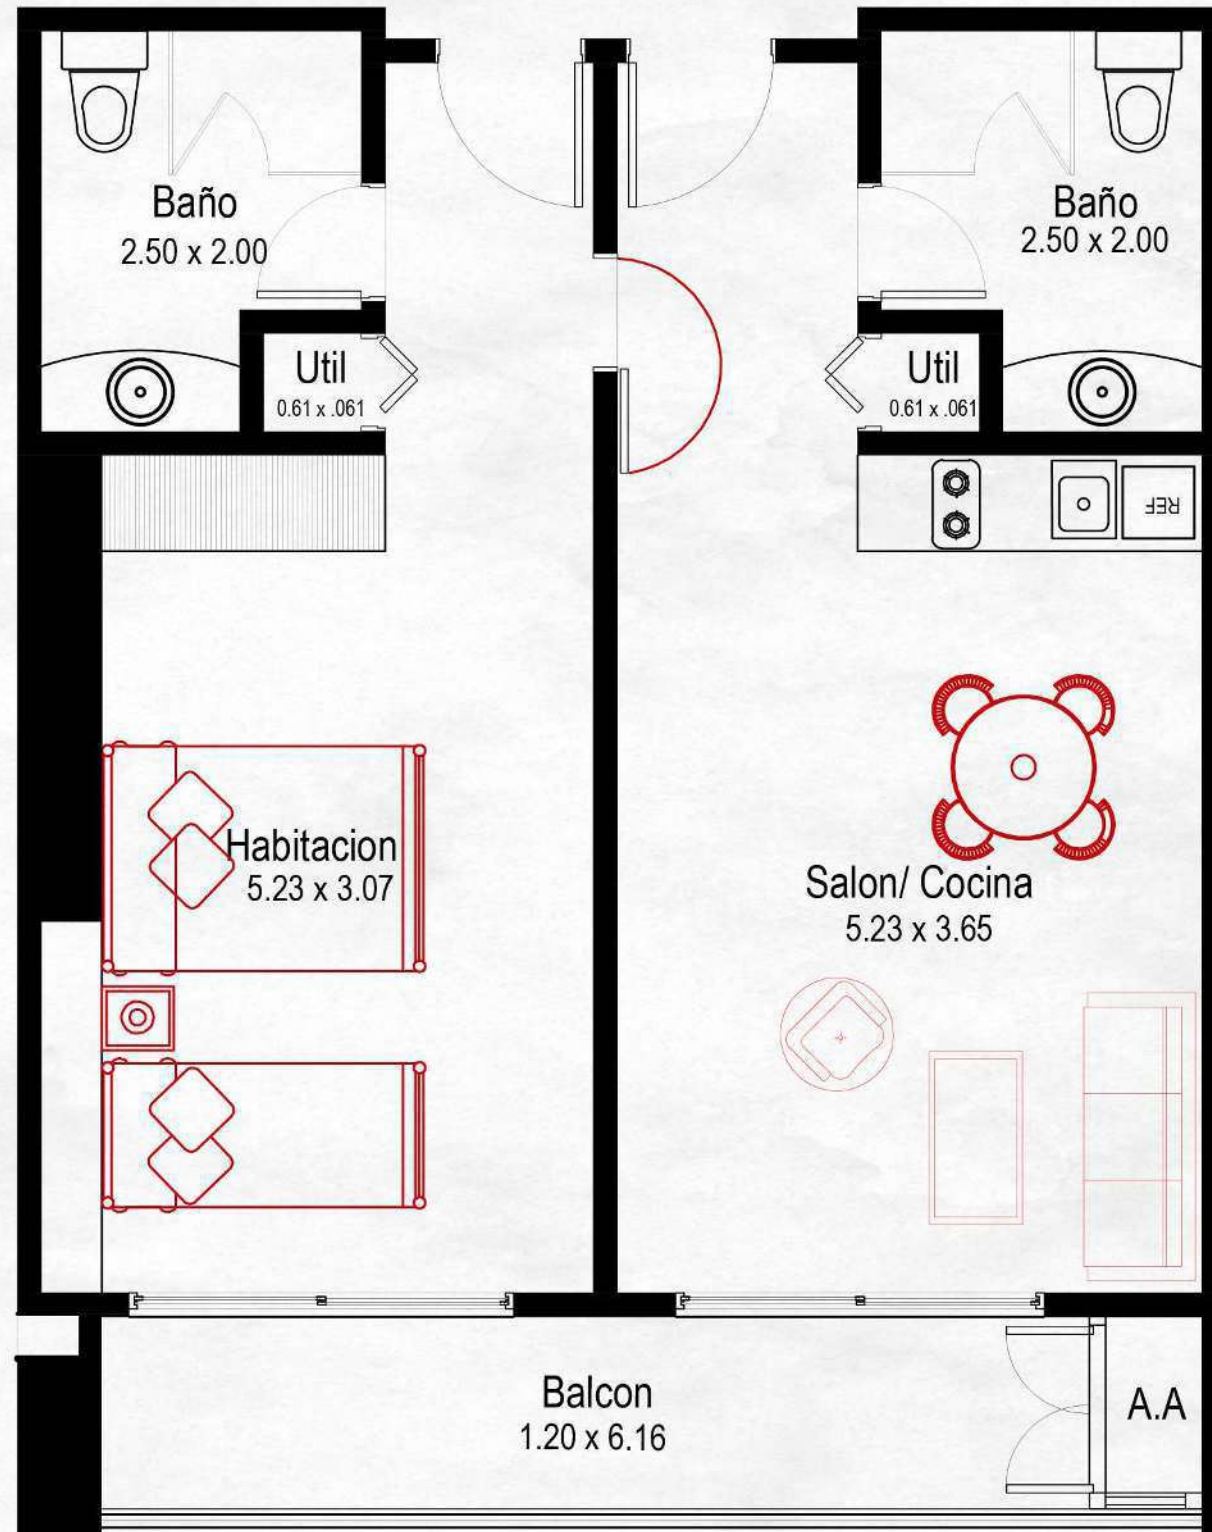 Baño
2.50 x 2.00
Baño
2.50 x 2.00
Util
0.61 x .061
Util
0.61 x .061
REF
Habitacion
5.23 x 3.07
Salon/ Cocina
5.23 x 3.65
Balcon
1.20 x 6.16
A.A